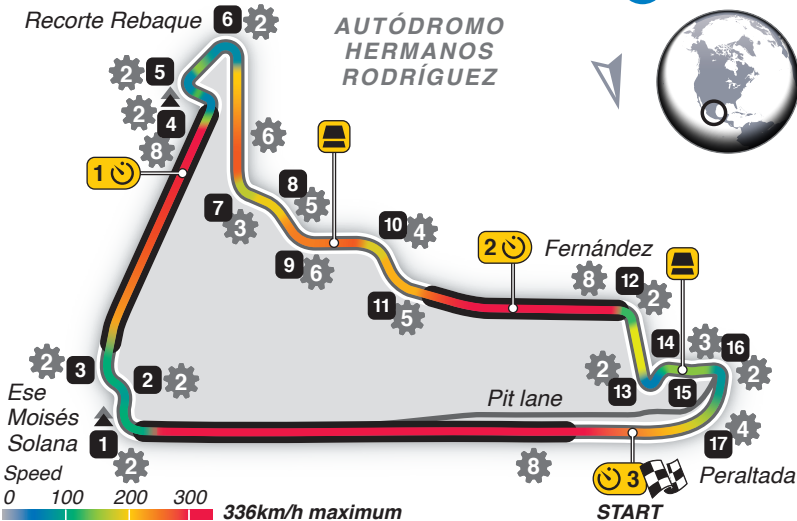 Recorte Rebaque
6
2
AUTÓDROMO
HERMANOS
RODRÍGUEZ
2
5
2
4
8
1
6
8
5
7
3
10
4
9
6
11
5
2
Fernández
8
12
2
14
3
16
2
3
2
2
2
13
15
2
Ese
Moisés
Solana
1
2
Pit lane
17
4
8
3
Peraltada
START
Speed
0 100 200 300
336km/h maximum